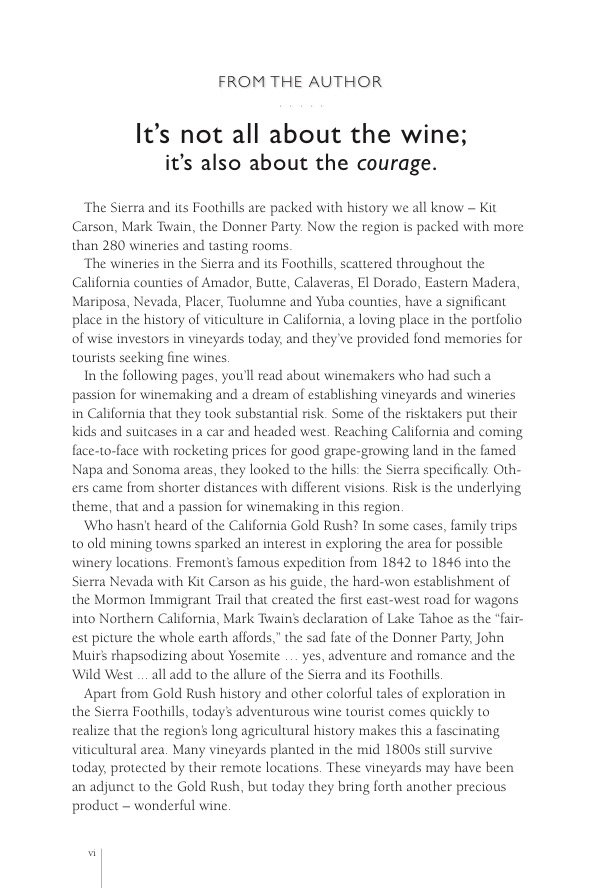 FROM THE AUTHOR
. . . . .
It's not all about the wine;
it's also about the courage.
The Sierra and its Foothills are packed with history we all know – Kit
Carson, Mark Twain, the Donner Party. Now the region is packed with more
than 280 wineries and tasting rooms.
The wineries in the Sierra and its Foothills, scattered throughout the
California counties of Amador, Butte, Calaveras, El Dorado, Eastern Madera,
Mariposa, Nevada, Placer, Tuolumne and Yuba counties, have a significant
place in the history of viticulture in California, a loving place in the portfolio
of wise investors in vineyards today, and they've provided fond memories for
tourists seeking fine wines.
In the following pages, you'll read about winemakers who had such a
passion for winemaking and a dream of establishing vineyards and wineries
in California that they took substantial risk. Some of the risktakers put their
kids and suitcases in a car and headed west. Reaching California and coming
face-to-face with rocketing prices for good grape-growing land in the famed
Napa and Sonoma areas, they looked to the hills: the Sierra specifically. Oth-
ers came from shorter distances with different visions. Risk is the underlying
theme, that and a passion for winemaking in this region.
Who hasn't heard of the California Gold Rush? In some cases, family trips
to old mining towns sparked an interest in exploring the area for possible
winery locations. Fremont's famous expedition from 1842 to 1846 into the
Sierra Nevada with Kit Carson as his guide, the hard-won establishment of
the Mormon Immigrant Trail that created the first east-west road for wagons
into Northern California, Mark Twain's declaration of Lake Tahoe as the “fair-
est picture the whole earth affords,” the sad fate of the Donner Party, John
Muir's rhapsodizing about Yosemite … yes, adventure and romance and the
Wild West ... all add to the allure of the Sierra and its Foothills.
Apart from Gold Rush history and other colorful tales of exploration in
the Sierra Foothills, today's adventurous wine tourist comes quickly to
realize that the region's long agricultural history makes this a fascinating
viticultural area. Many vineyards planted in the mid 1800s still survive
today, protected by their remote locations. These vineyards may have been
an adjunct to the Gold Rush, but today they bring forth another precious
product – wonderful wine.
vi